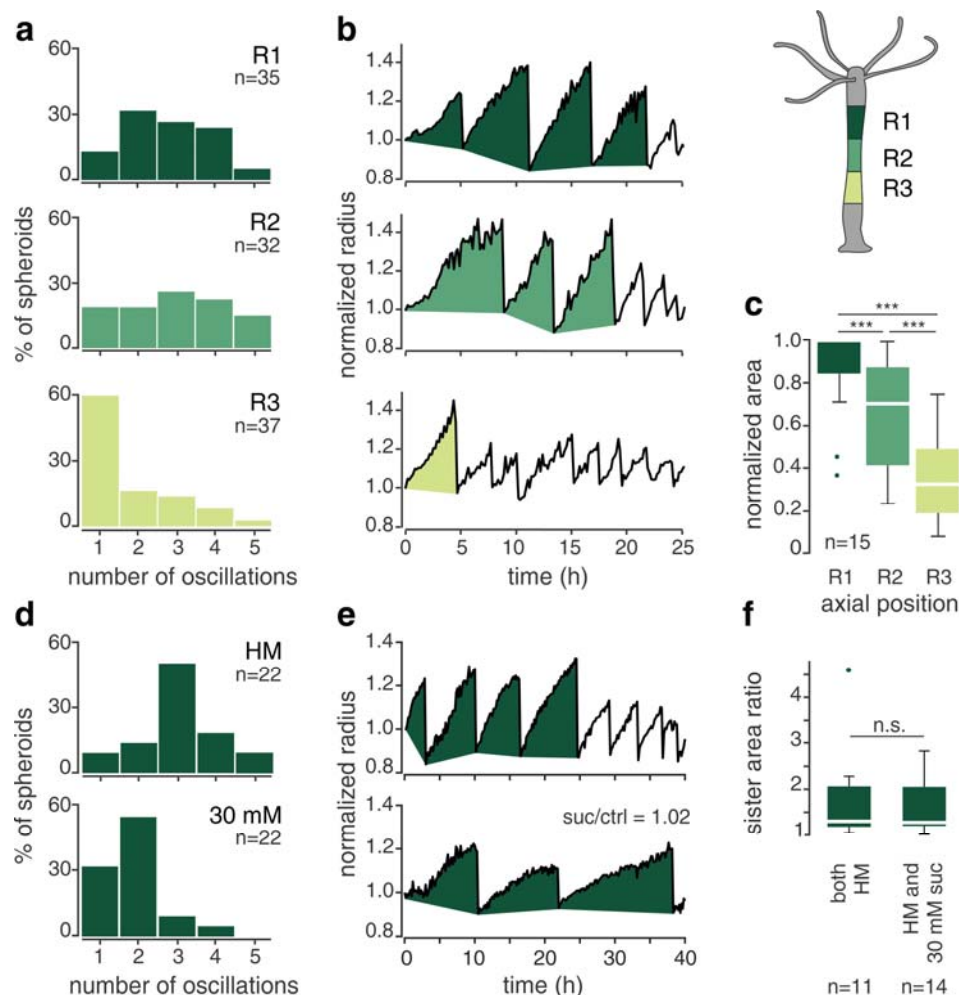 a
% of spheroids
60
30
0
R1
n=35
60
30
0
R2
n=32
60
30
0
R3
n=37
1 2 3 4 5
number of oscillations
b
normalized radius
1.4
1.2
1.0
0.8
1.4
1.2
1.0
0.8
1.4
1.2
1.0
0.8
0 5 10 15 20 25
time (h)
R1
R2
R3
c
normalized area
***
*** ***
1.0
0.8
0.6
0.4
0.2
0
n=15
R1 R2 R3
axial position
d
% of spheroids
60
30
0
HM
n=22
60
30
0
30 mM
n=22
1 2 3 4 5
number of oscillations
e
normalized radius
1.4
1.2
1.0
0.8
1.4
1.2
1.0
0.8
suc/ctrl = 1.02
0 10 20 30 40
time (h)
f
sister area ratio
4
3
2
1
n.s.
both
HM
HM and
30 mM suc
n=11 n=14